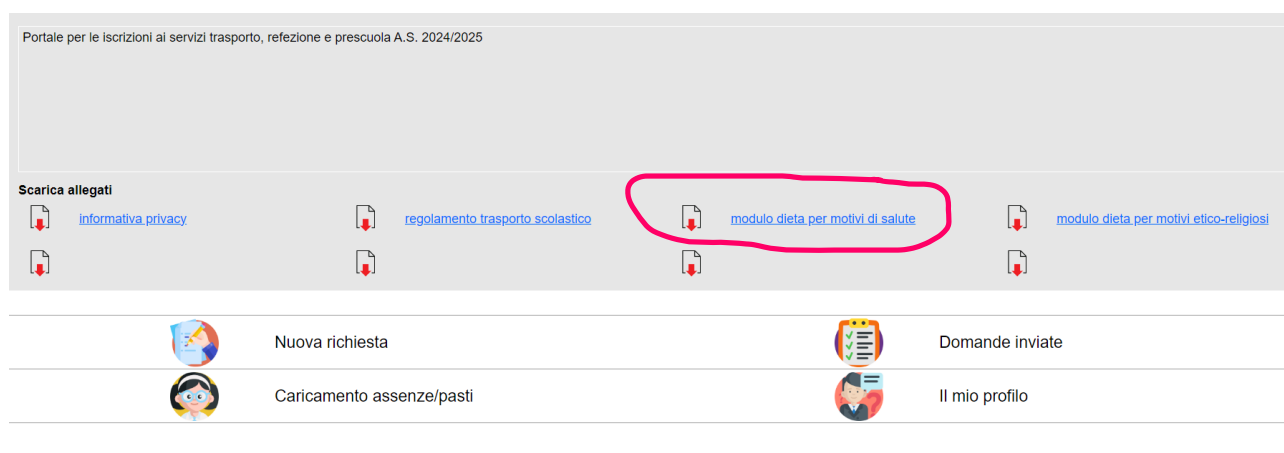 Portale per le iscrizioni ai servizi trasporto, refezione e prescuola A.S. 2024/2025
Scarica allegati
informativa privacy
regolamento trasporto scolastico
modulo dieta per motivi di salute
modulo dieta per motivi etico-religiosi
Nuova richiesta
Domande inviate
Caricamento assenze/pasti
Il mio profilo